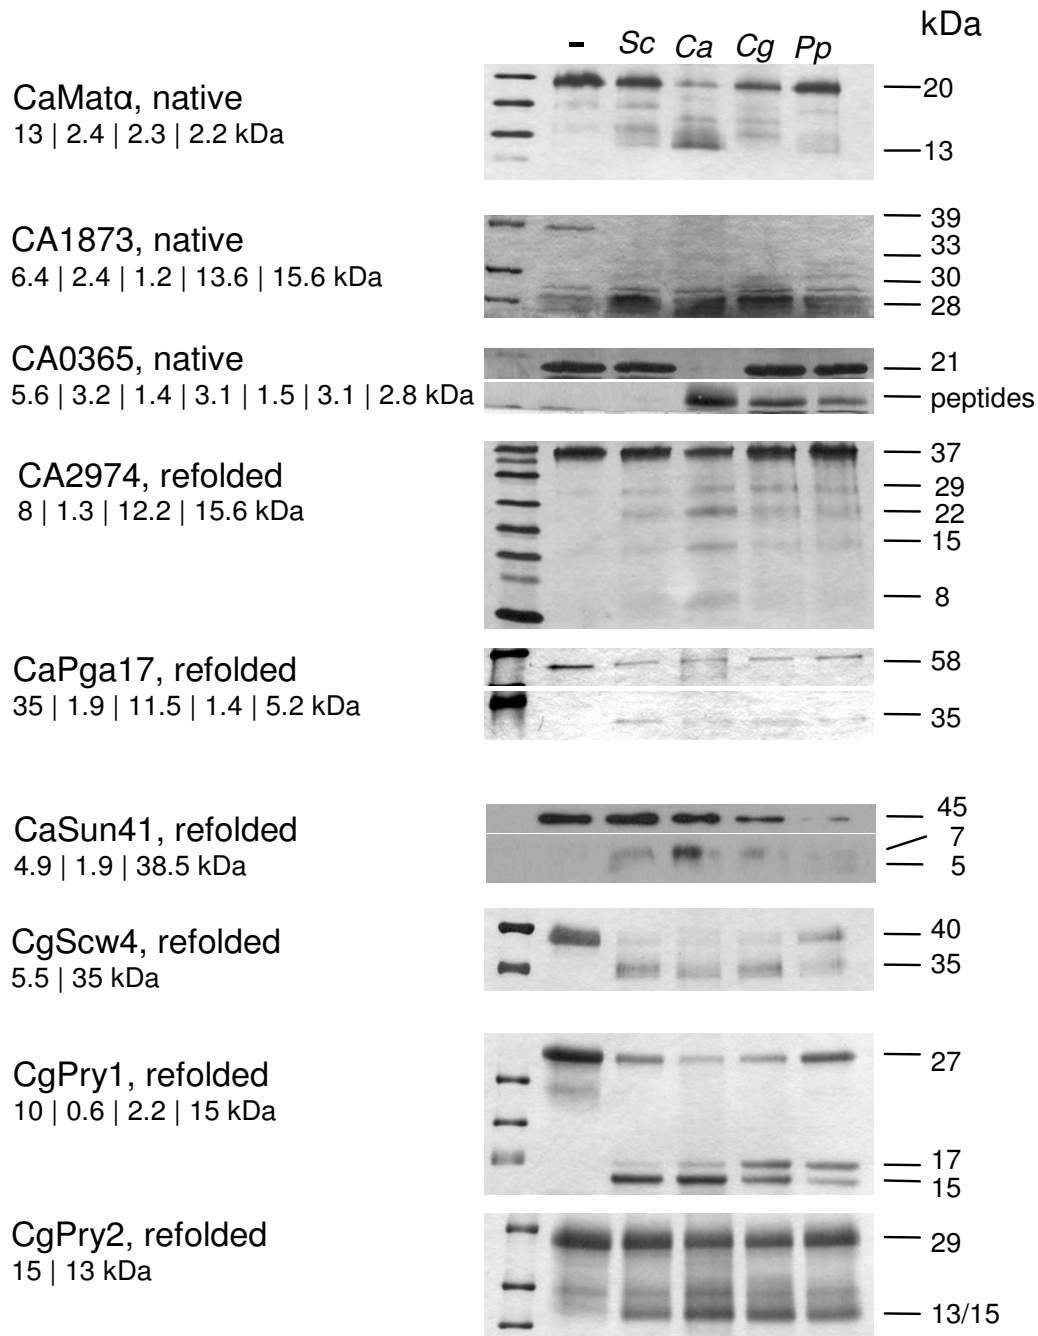 kDa
- Sc Ca Cg Pp
CaMatα, native
13 | 2.4 | 2.3 | 2.2 kDa
20
13
CA1873, native
6.4 | 2.4 | 1.2 | 13.6 | 15.6 kDa
39
33
30
28
CA0365, native
5.6 | 3.2 | 1.4 | 3.1 | 1.5 | 3.1 | 2.8 kDa
21
peptides
CA2974, refolded
8 | 1.3 | 12.2 | 15.6 kDa
37
29
22
15
8
CaPga17, refolded
35 | 1.9 | 11.5 | 1.4 | 5.2 kDa
58
35
CaSun41, refolded
4.9 | 1.9 | 38.5 kDa
45
7
5
CgScw4, refolded
5.5 | 35 kDa
40
35
CgPry1, refolded
10 | 0.6 | 2.2 | 15 kDa
27
17
15
CgPry2, refolded
15 | 13 kDa
29
13/15